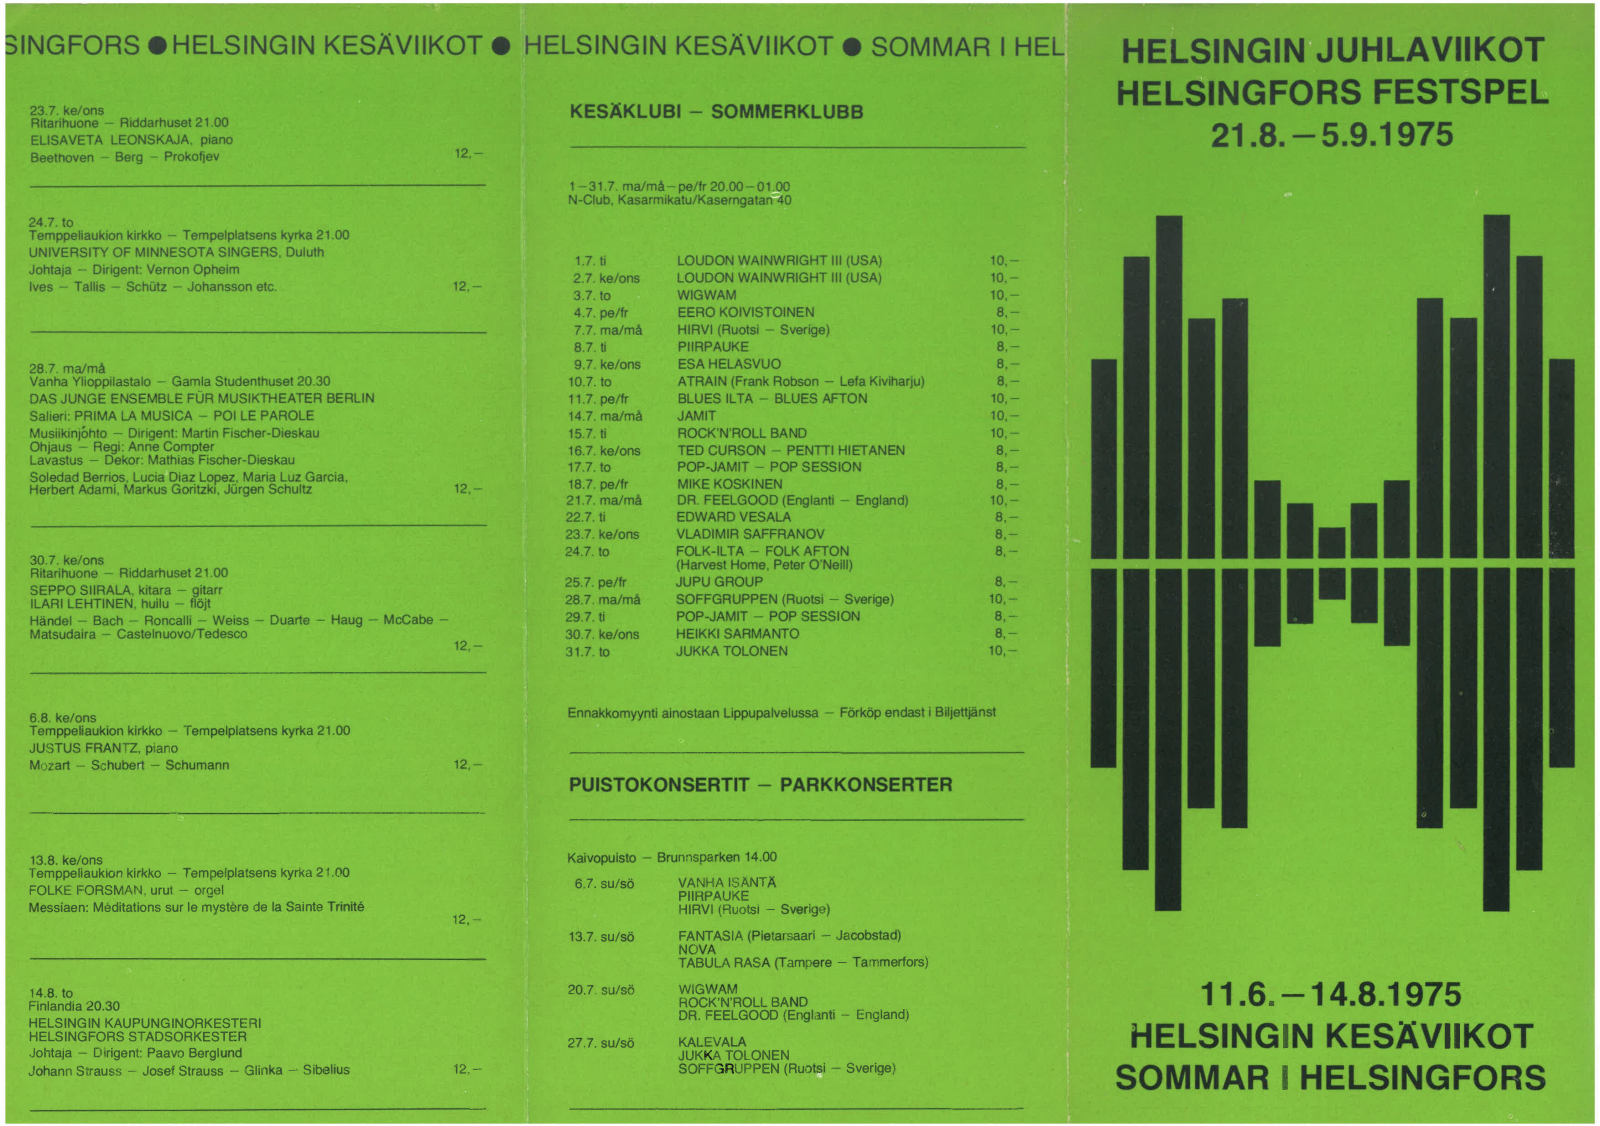 SINGFORS ● HELSINGIN KESÄVIIKOT ●
23.7. ke/ons
Ritarihuone — Riddarhuset 21.00
ELISAVETA LEONSKAJA, piano
Beethoven — Berg — Prokofjev 12,—
24.7. to
Temppeliaukion kirkko — Tempelplatsens kyrka 21.00
UNIVERSITY OF MINNESOTA SINGERS, Duluth
Johtaja — Dirigent: Vernon Opheim
Ives — Tallis — Schütz — Johansson etc. 12,—
28.7. ma/må
Vanha Ylioppilastalo — Gamla Studenthuset 20.30
DAS JUNGE ENSEMBLE FÜR MUSIKTHEATER BERLIN
Salieri: PRIMA LA MUSICA — POI LE PAROLE
Musiikinjohto — Dirigent: Martin Fischer-Dieskau
Ohjaus — Regi: Anne Compter
Lavastus — Dekor: Mathias Fischer-Dieskau
Soledad Berrios, Lucia Diaz Lopez, Maria Luz Garcia,
Herbert Adami, Markus Goritzki, Jürgen Schultz 12,—
30.7. ke/ons
Ritarihuone — Riddarhuset 21.00
SEPPO SIIRALA, kitara — gitarr
ILARI LEHTINEN, huilu — flöjt
Händel — Bach — Roncalli — Weiss — Duarte — Haug — McCabe —
Matsudaira — Castelnuovo/Tedesco
12,—
6.8. ke/ons
Temppeliaukion kirkko — Tempelplatsens kyrka 21.00
JUSTUS FRANTZ, piano
Mozart — Schubert — Schumann 12,—
13.8. ke/ons
Temppeliaukion kirkko — Tempelplatsens kyrka 21.00
FOLKE FORSMAN, urut — orgel
Messiaen: Méditations sur le mystère de la Sainte Trinité
12,—
14.8. to
Finlandia 20.30
HELSINGIN KAUPUNGINORKESTERI
HELSINGFORS STADSORKESTER
Johtaja — Dirigent: Paavo Berglund
Johann Strauss — Josef Strauss — Glinka — Sibelius 12,—
HELSINGIN KESÄVIIKOT ● SOMMAR I HEL
KESÄKLUBI — SOMMERKLUBB
1—31.7. ma/må—pe/fr 20.00—01.00
N-Club, Kasarmikatu/Kaserngatan 40
1.7. ti LOUDON WAINWRIGHT III (USA) 10,—
2.7. ke/ons LOUDON WAINWRIGHT III (USA) 10,—
3.7. to WIGWAM 10,—
4.7. pe/fr EERO KOIVISTOINEN 8,—
7.7. ma/må HIRVI (Ruotsi — Sverige) 10,—
8.7. ti PIIRPAUKE 8,—
9.7. ke/ons ESA HELASVUO 8,—
10.7. to ATRAIN (Frank Robson — Lefa Kiviharju) 8,—
11.7. pe/fr BLUES ILTA — BLUES AFTON 10,—
14.7. ma/må JAMIT 10,—
15.7. ti ROCK'N'ROLL BAND 10,—
16.7. ke/ons TED CURSON — PENTTI HIETANEN 8,—
17.7. to POP-JAMIT — POP SESSION 8,—
18.7. pe/fr MIKE KOSKINEN 8,—
21.7. ma/må DR. FEELGOOD (Englanti — England) 10,—
22.7. ti EDWARD VESALA 8,—
23.7. ke/ons VLADIMIR SAFFRANOV 8,—
24.7. to FOLK-ILTA — FOLK AFTON 8,—
(Harvest Home, Peter O'Neill)
25.7. pe/fr JUPU GROUP 8,—
28.7. ma/må SOFFGRUPPEN (Ruotsi — Sverige) 10,—
29.7. ti POP-JAMIT — POP SESSION 8,—
30.7. ke/ons HEIKKI SARMANTO 8,—
31.7. to JUKKA TOLONEN 10,—
Ennakkomyynti ainostaan Lippupalvelussa — Förköp endast i Biljettjänst
PUISTOKONSERTIT — PARKKONSERTER
Kaivopuisto — Brunnsparken 14.00
6.7. su/sö VANHA ISÄNTÄ
PIIRPAUKE
HIRVI (Ruotsi — Sverige)
13.7. su/sö FANTASIA (Pietarsaari — Jacobstad)
NOVA
TABULA RASA (Tampere — Tammerfors)
20.7. su/sö WIGWAM
ROCK'N'ROLL BAND
DR. FEELGOOD (Englanti — England)
27.7. su/sö KALEVALA
JUKKA TOLONEN
SOFFGRUPPEN (Ruotsi — Sverige)
HELSINGIN JUHLAVIIKOT
HELSINGFORS FESTSPEL
21.8.—5.9.1975
11.6.—14.8.1975
HELSINGIN KESÄVIIKOT
SOMMAR I HELSINGFORS